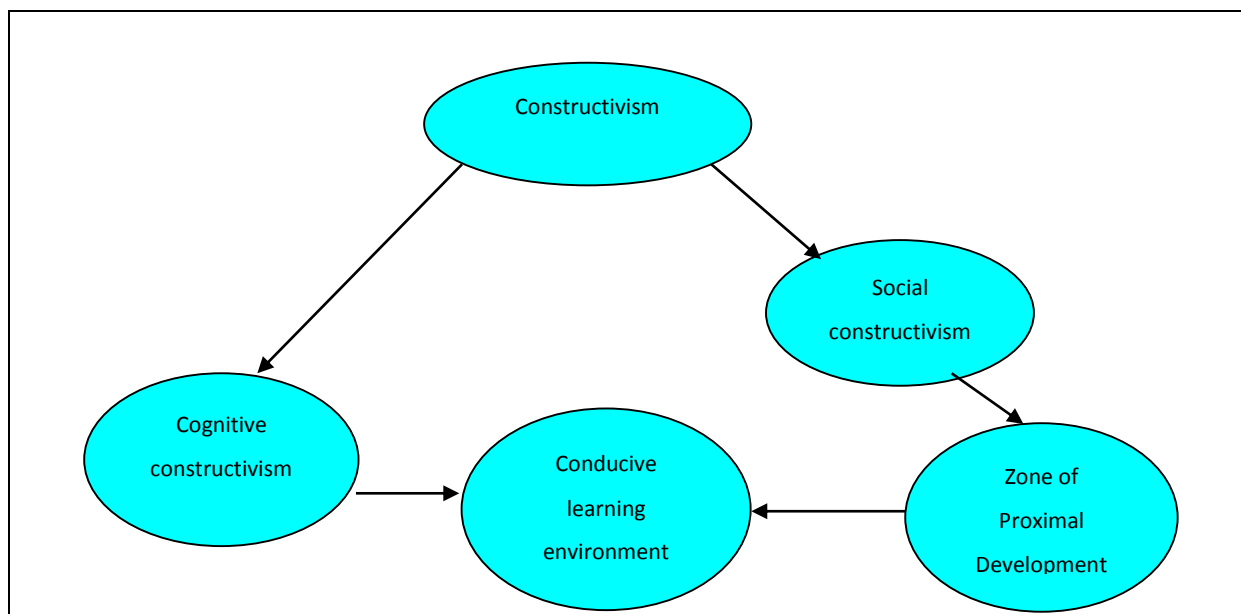 Constructivism
Social
constructivism
Cognitive
constructivism
Conducive
learning
environment
Zone of
Proximal
Development